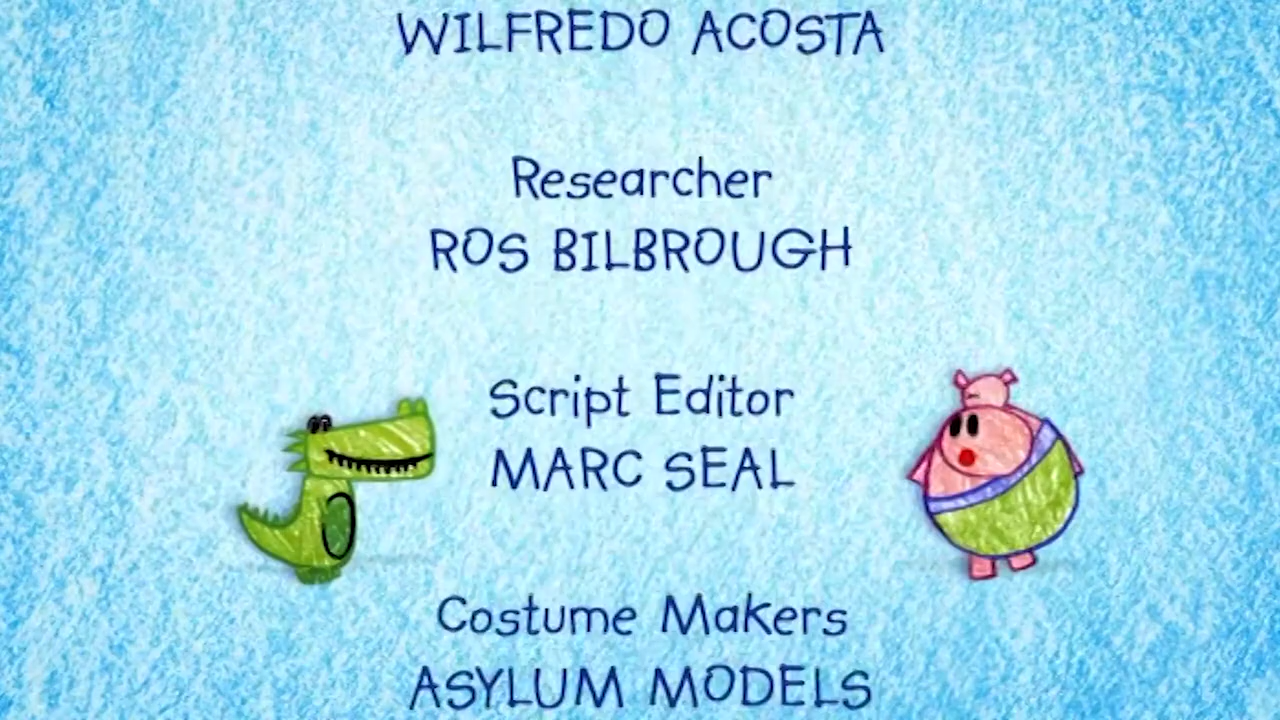 WILFREDO ACOSTA
Researcher
ROS BILBROUGH
Script Editor
MARC SEAL
Costume Makers
ASYLUM MODELS